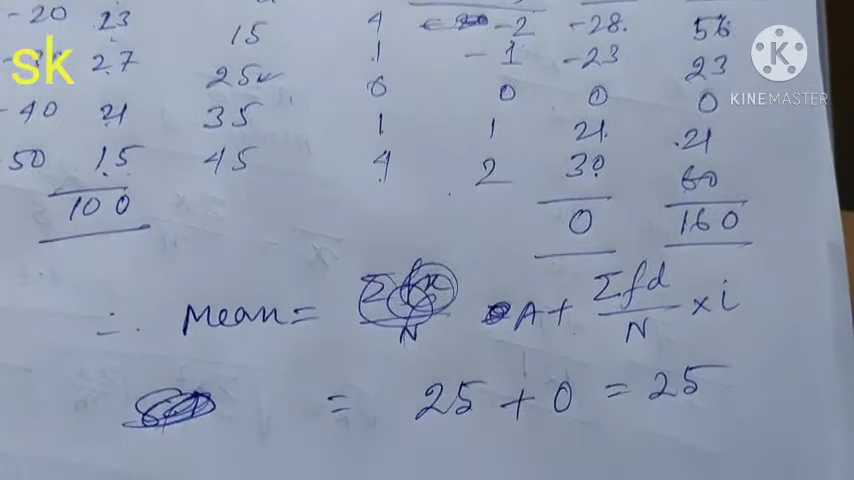 -20 23 15 4 -2 -28. 56
27 25 1 -1 -23 23
-40 21 35 0 0 0 0
-50 15 45 1 1 21 21
4 2 30 60
100 0 160
∴ Mean = N A + Σfd/N × i
= 25 + 0 = 25
sk
K
KINEMASTER